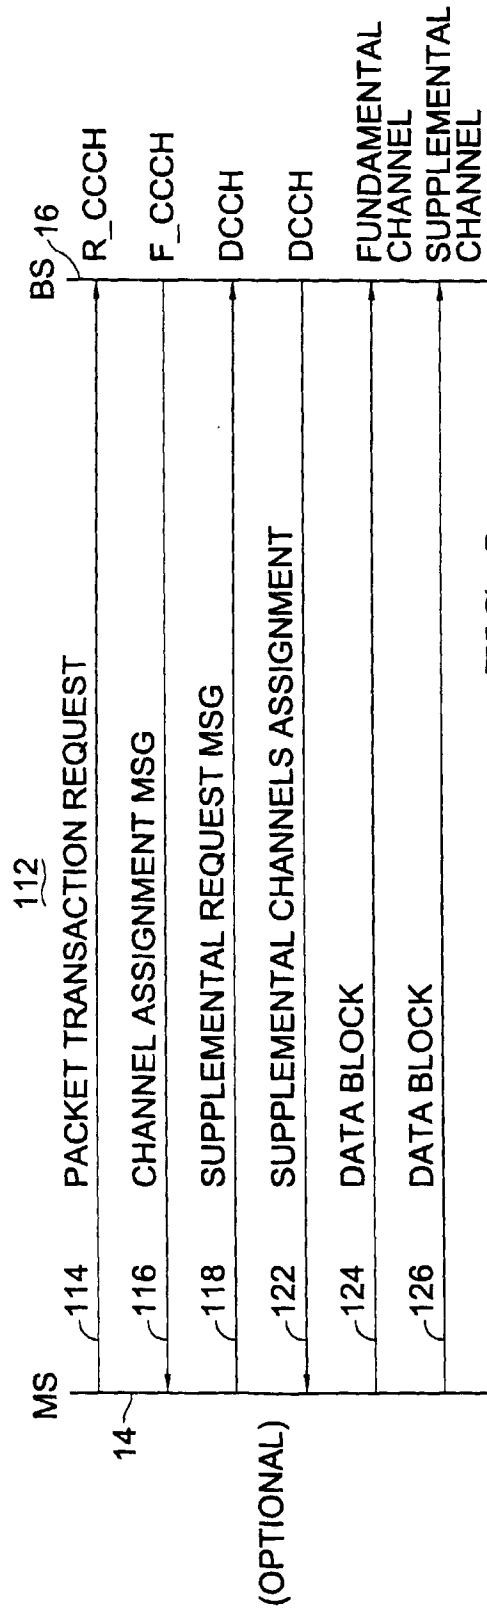 112
MS
BS 16
14
114 PACKET TRANSACTION REQUEST R_CCCH
116 CHANNEL ASSIGNMENT MSG F_CCCH
118 SUPPLEMENTAL REQUEST MSG DCCH
(OPTIONAL)
122 SUPPLEMENTAL CHANNELS ASSIGNMENT DCCH
124 DATA BLOCK FUNDAMENTAL
CHANNEL
126 DATA BLOCK SUPPLEMENTAL
CHANNEL